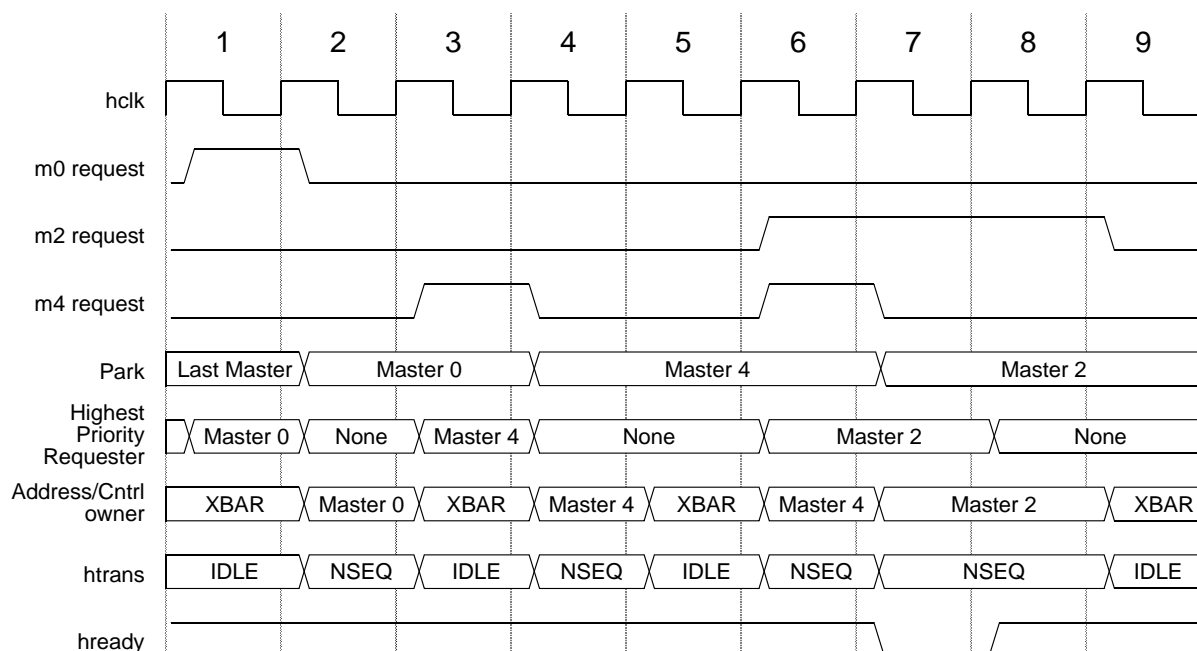 1 2 3 4 5 6 7 8 9
hclk
m0 request
m2 request
m4 request
Park Last Master Master 0 Master 4 Master 2
Highest
Priority
Requester
Master 0 None Master 4 None Master 2 None
Address/Cntrl
owner
XBAR Master 0 XBAR Master 4 XBAR Master 4 Master 2 XBAR
htrans IDLE NSEQ IDLE NSEQ IDLE NSEQ NSEQ IDLE
hready